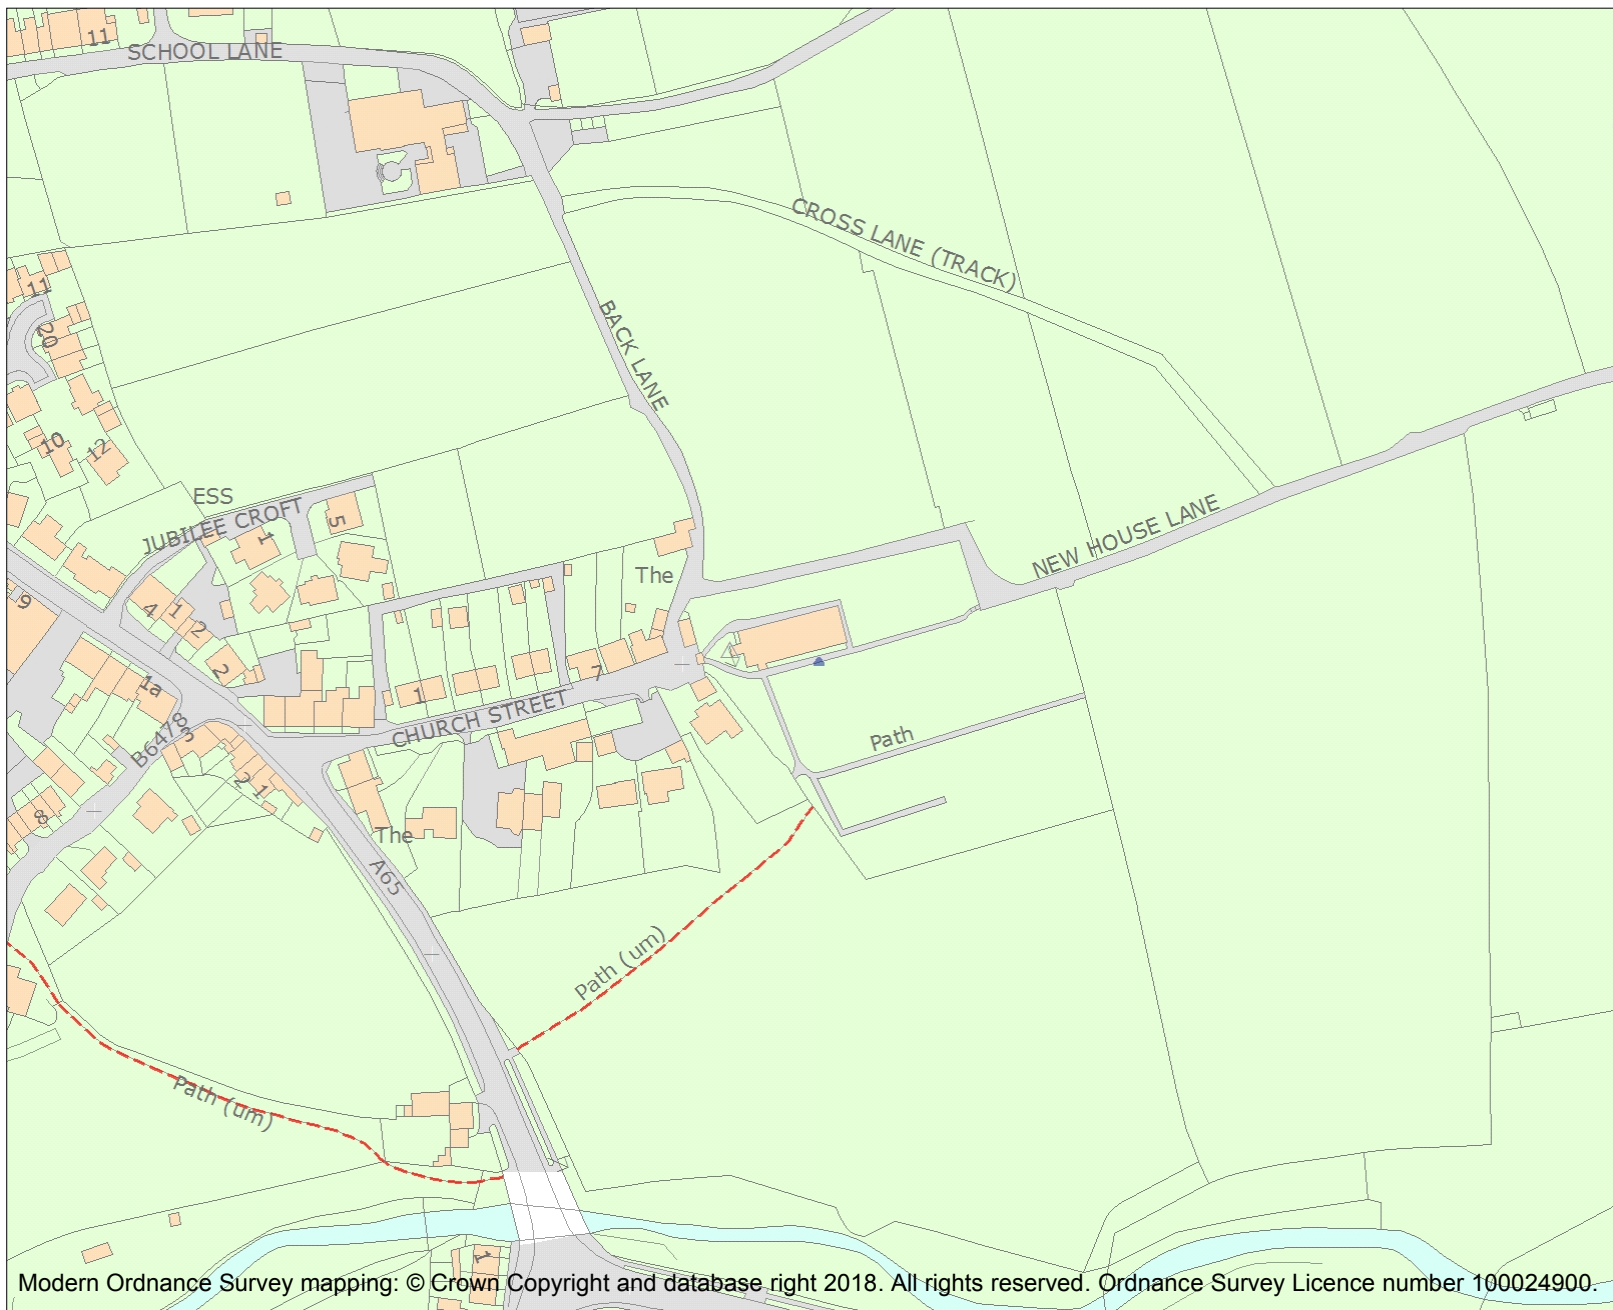 11
SCHOOL LANE
CROSS LANE (TRACK)
11
20
BACK LANE
10
12
ESS
JUBILEE CROFT
1
5
NEW HOUSE LANE
The
9
4
1
2
2
1a
1
7
CHURCH STREET
B6478
3
Path
2
1
8
The
A65
Path (um)
Path (um)
1
Modern Ordnance Survey mapping: © Crown Copyright and database right 2018. All rights reserved. Ordnance Survey Licence number 100024900.